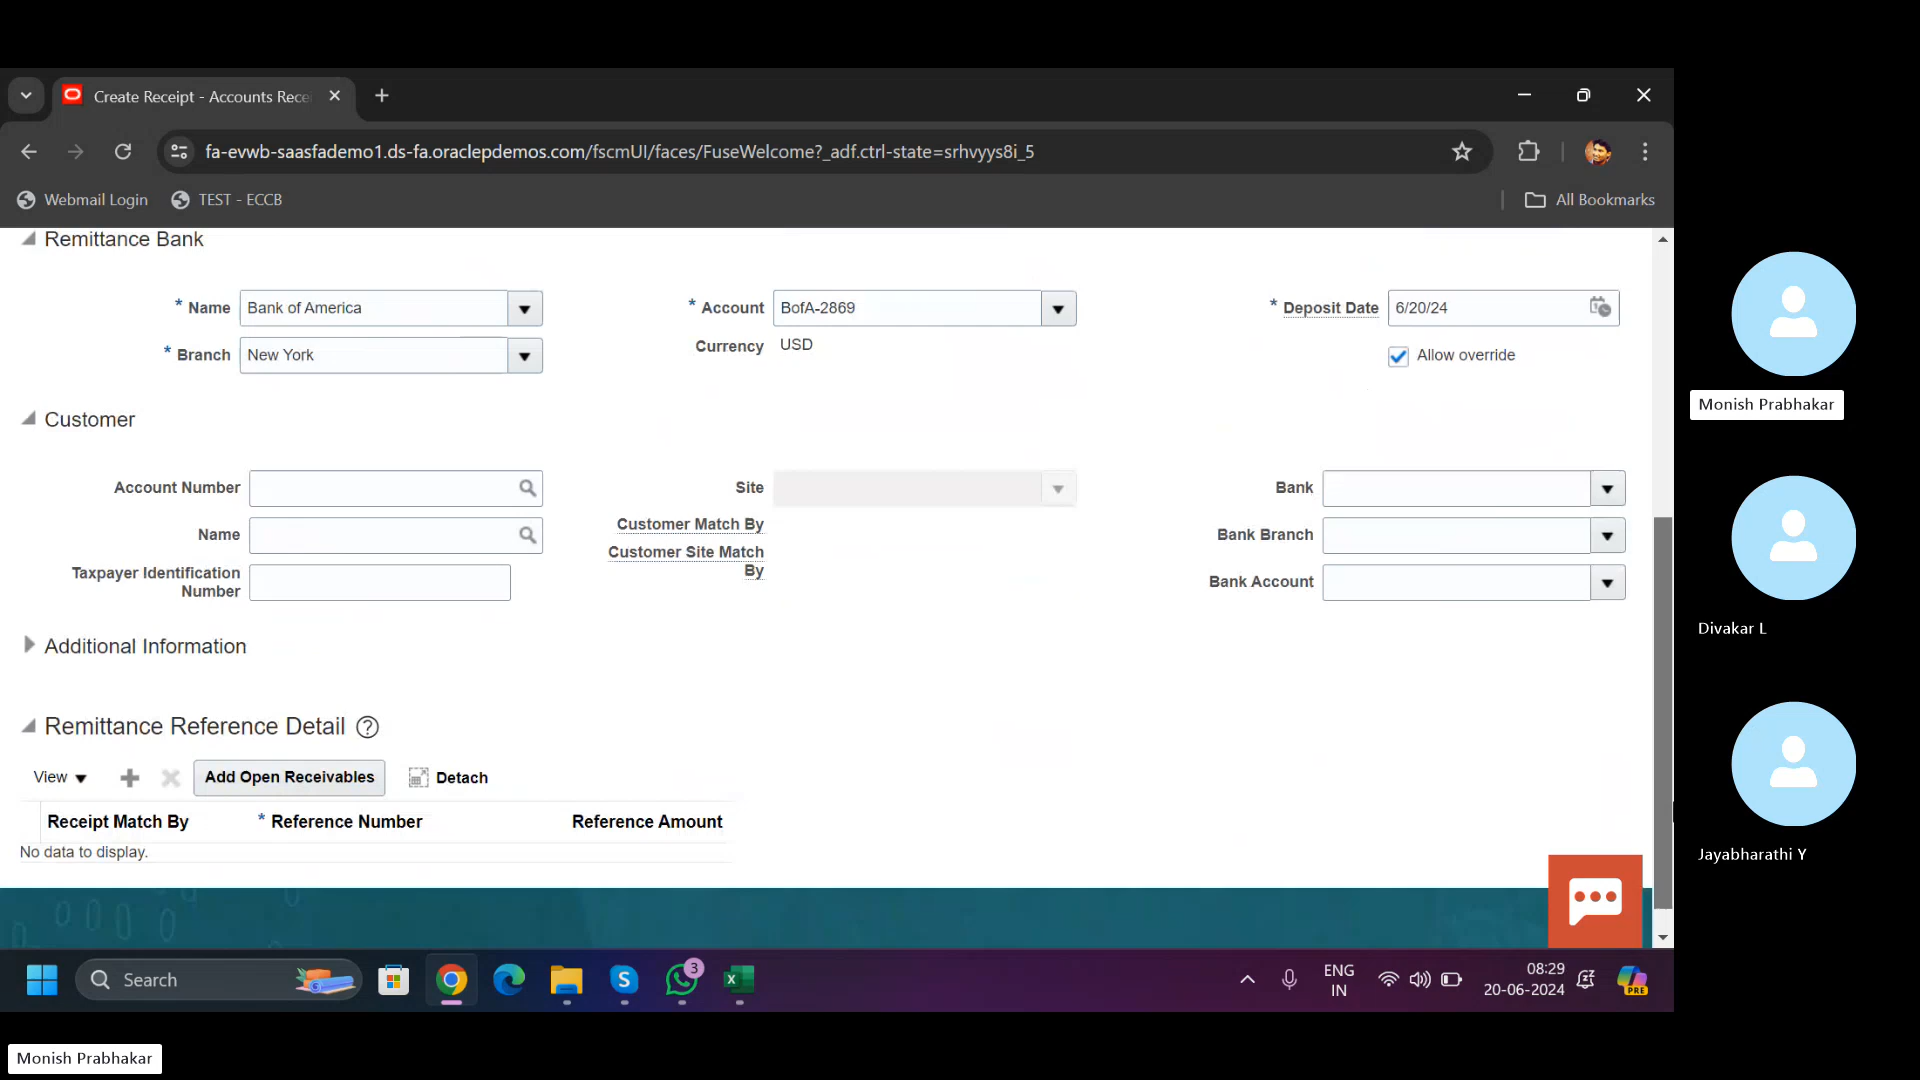 Create Receipt - Accounts Rece
fa-evwb-saasfademo1.ds-fa.oraclepdemos.com/fscmUI/faces/FuseWelcome?_adf.ctrl-state=srhvyys8i_5
Webmail Login
TEST - ECCB
All Bookmarks
Remittance Bank
* Name Bank of America
* Account BofA-2869
* Deposit Date 6/20/24
* Branch New York
Currency USD
Allow override
Customer
Account Number
Site
Bank
Name
Customer Match By
Bank Branch
Taxpayer Identification
Number
Customer Site Match
By
Bank Account
Additional Information
Remittance Reference Detail ?
View
Add Open Receivables
Detach
Receipt Match By
* Reference Number
Reference Amount
No data to display.
Monish Prabhakar
Divakar L
Jayabharathi Y
Search
3
ENG
IN
08:29
20-06-2024
PRE
Monish Prabhakar